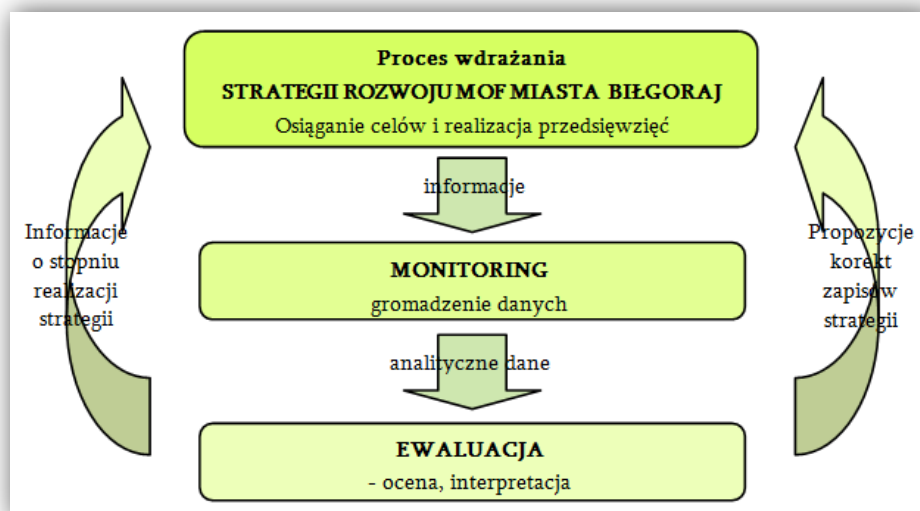 Proces wdrażania
STRATEGII ROZWOJU MOF MIASTA BIŁGORAJ
Osiąganie celów i realizacja przedsięwzięć
informacje
Informacje
o stopniu
realizacji
strategii
Propozycje
korekt
zapisów
strategii
MONITORING
gromadzenie danych
analityczne dane
EWALUACJA
- ocena, interpretacja